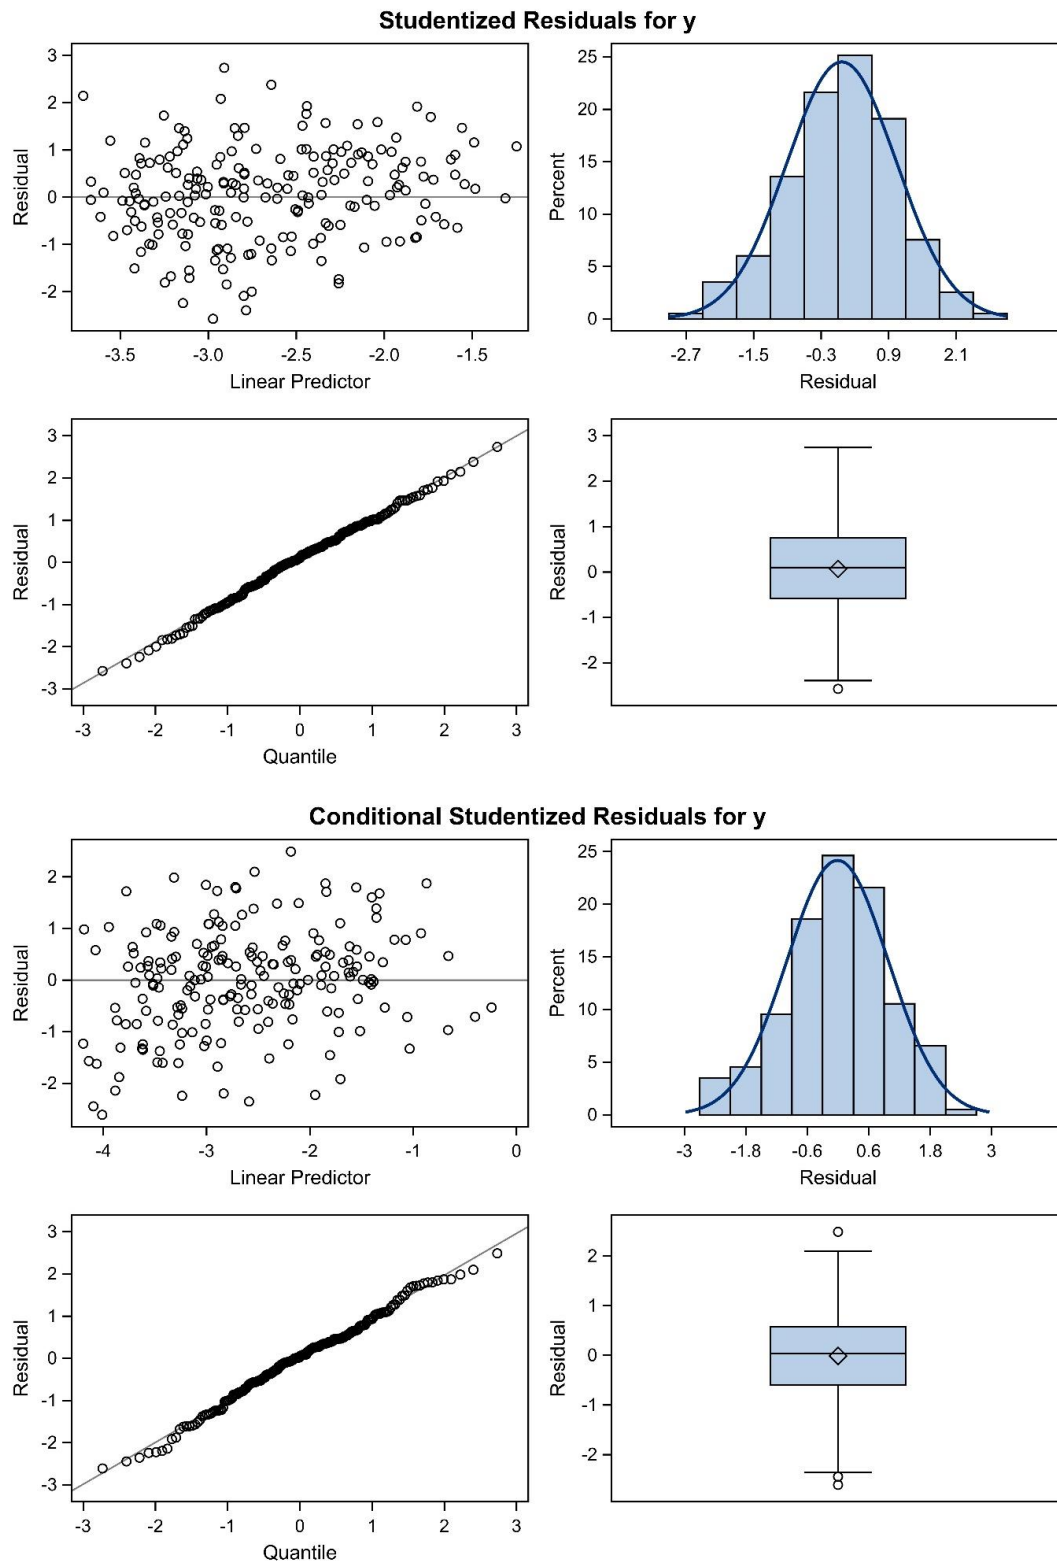 Studentized Residuals for y
3
2
1
0
-1
-2
Residual
-3.5 -3.0 -2.5 -2.0 -1.5
Linear Predictor
25
20
15
10
5
0
Percent
-2.7 -1.5 -0.3 0.9 2.1
Residual
3
2
1
0
-1
-2
-3
Residual
-3 -2 -1 0 1 2 3
Quantile
3
2
1
0
-1
-2
Residual
Conditional Studentized Residuals for y
2
1
0
-1
-2
Residual
-4 -3 -2 -1 0
Linear Predictor
25
20
15
10
5
0
Percent
-3 -1.8 -0.6 0.6 1.8 3
Residual
3
2
1
0
-1
-2
-3
Residual
-3 -2 -1 0 1 2 3
Quantile
2
1
0
-1
-2
Residual